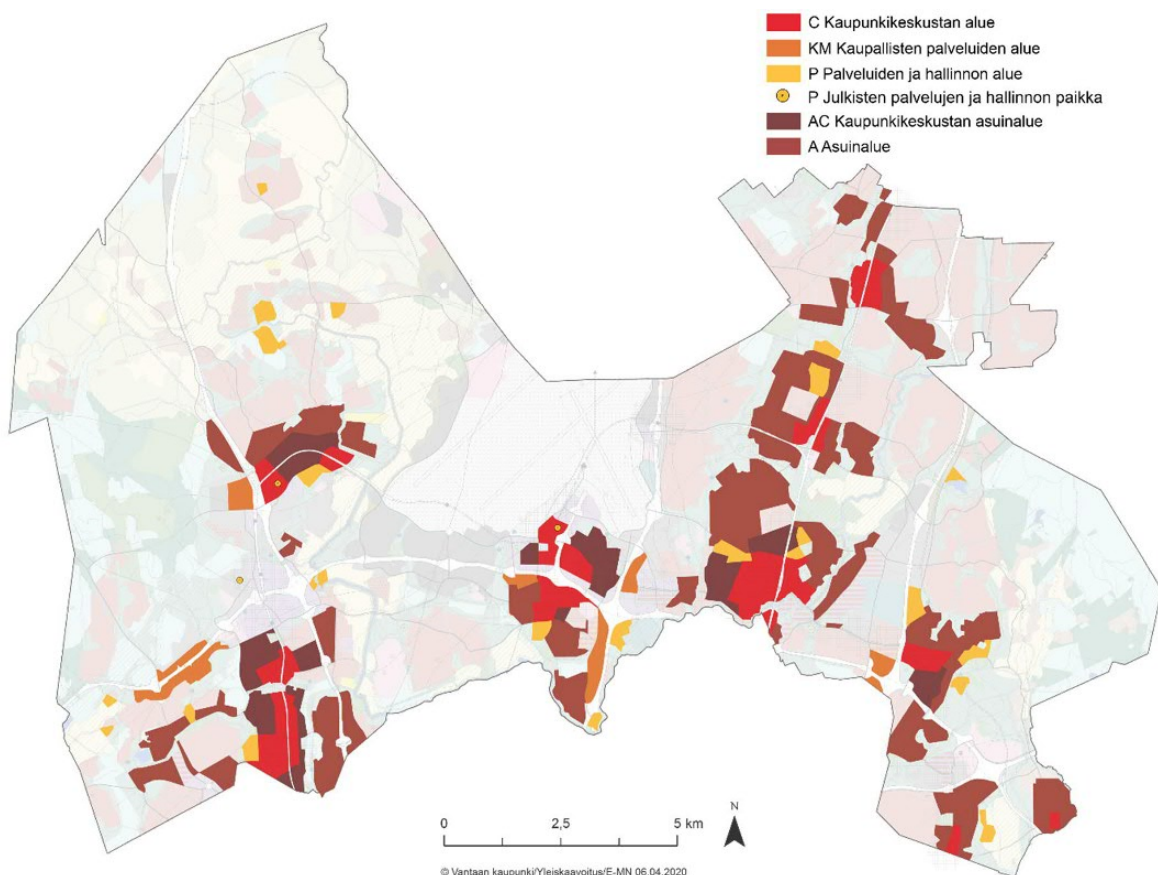 C Kaupunkikeskustan alue
KM Kaupallisten palveluiden alue
P Palveluiden ja hallinnon alue
P Julkisten palvelujen ja hallinnon paikka
AC Kaupunkikeskustan asuinalue
A Asuinalue
N
0 2,5 5 km
© Vantaan kaupunki/Yleiskaavoitus/E-MN 06.04.2020